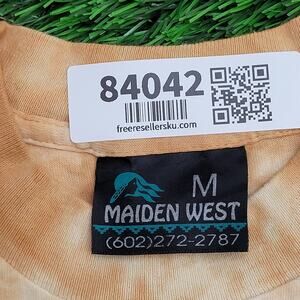 84042
freeresellersku.com
M
MAIDEN WEST
(602)272-2787